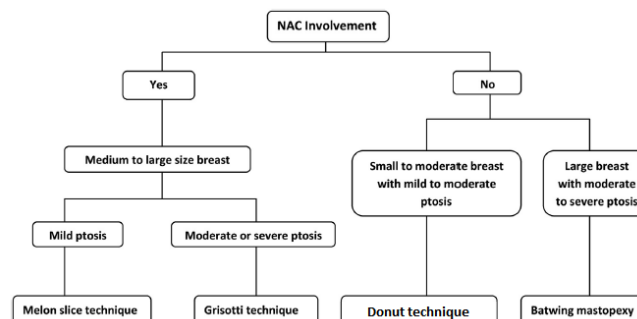 NAC Involvement
Yes
No
Medium to large size breast
Small to moderate breast
with mild to moderate
ptosis
Large breast
with moderate
to severe ptosis
Mild ptosis
Moderate or severe ptosis
Melon slice technique
Grisotti technique
Donut technique
Batwing mastopexy